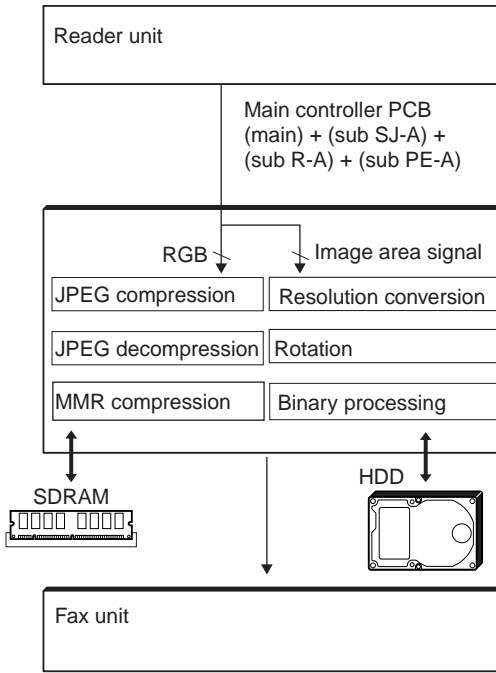 Reader unit
Main controller PCB
(main) + (sub SJ-A) +
(sub R-A) + (sub PE-A)
RGB
Image area signal
JPEG compression
Resolution conversion
JPEG decompression
Rotation
MMR compression
Binary processing
SDRAM
HDD
Fax unit